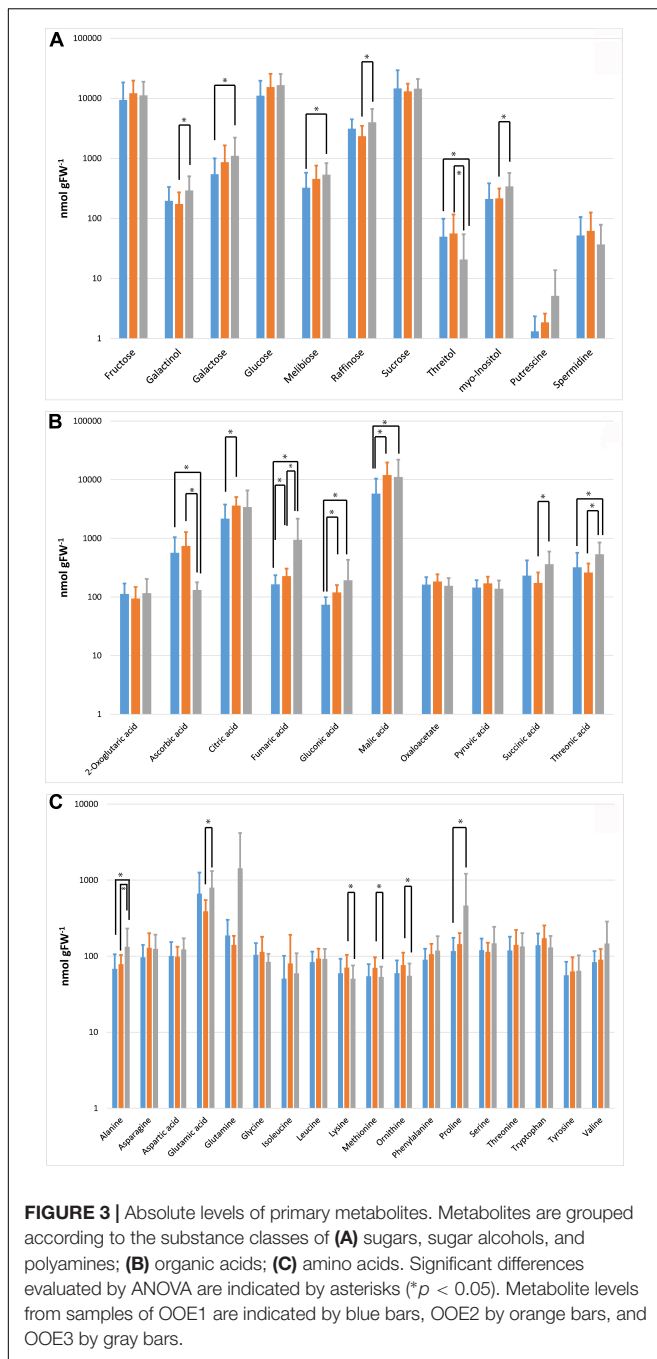 A
100000
10000
1000
100
10
1
nmol gFW-1
*
*
*
*
*
*
*
Fructose
Galactinol
Galactose
Glucose
Melibiose
Raffinose
Sucrose
Threitol
myo-Inositol
Putrescine
Spermidine
B
100000
10000
1000
100
10
1
nmol gFW-1
*
*
*
*
*
*
*
*
*
*
*
*
*
2-Oxoglutaric acid
Ascorbic acid
Citric acid
Fumaric acid
Gluconic acid
Malic acid
Oxaloacetate
Pyruvic acid
Succinic acid
Threonic acid
C
10000
1000
100
10
1
nmol gFW-1
*
*
*
*
*
*
*
Alanine
Asparagine
Aspartic acid
Glutamic acid
Glutamine
Glycine
Isoleucine
Leucine
Lysine
Methionine
Ornithine
Phenylalanine
Proline
Serine
Threonine
Tryptophan
Tyrosine
Valine
FIGURE 3 | Absolute levels of primary metabolites. Metabolites are grouped
according to the substance classes of (A) sugars, sugar alcohols, and
polyamines; (B) organic acids; (C) amino acids. Significant differences
evaluated by ANOVA are indicated by asterisks (*p < 0.05). Metabolite levels
from samples of OOE1 are indicated by blue bars, OOE2 by orange bars, and
OOE3 by gray bars.